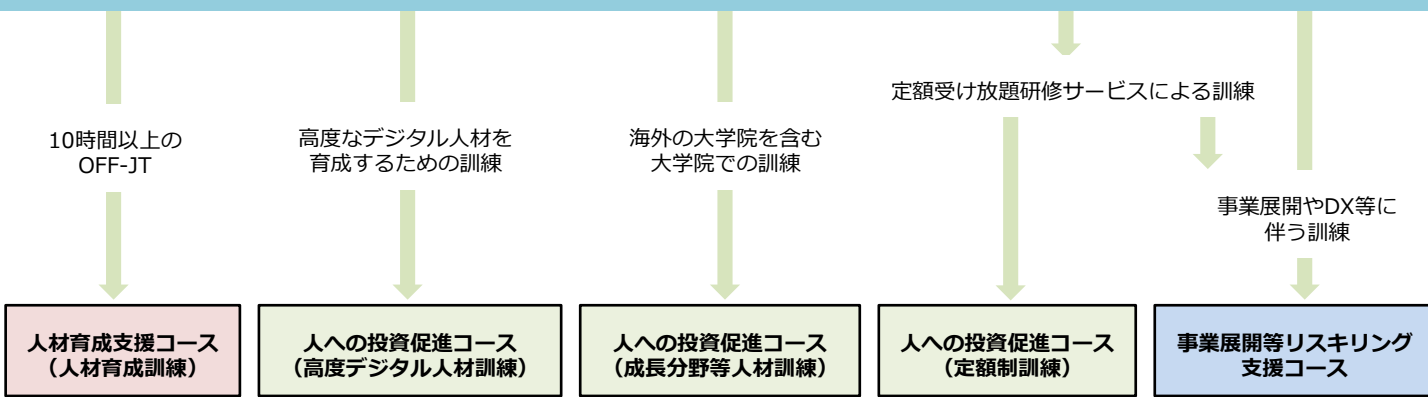 定額受け放題研修サービスによる訓練
10時間以上の
OFF-JT
高度なデジタル人材を
育成するための訓練
海外の大学院を含む
大学院での訓練
事業展開やDX等に
伴う訓練
人材育成支援コース
（人材育成訓練）
人への投資促進コース
（高度デジタル人材訓練）
人への投資促進コース
（成長分野等人材訓練）
人への投資促進コース
（定額制訓練）
事業展開等リスキリング
支援コース